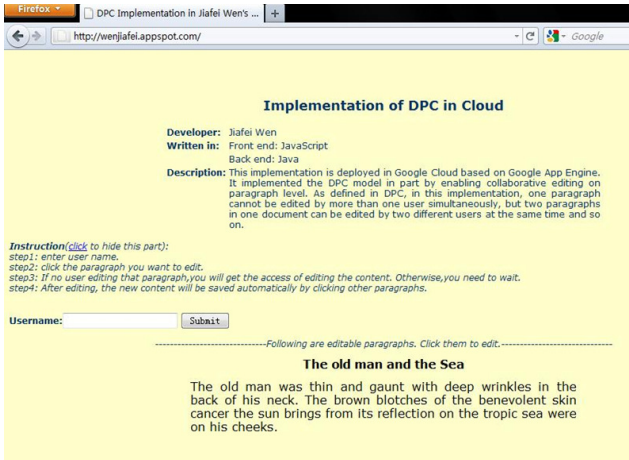 Firefox
DPC Implementation in Jiafei Wen's ...
http://wenjiafei.appspot.com/
Google
Implementation of DPC in Cloud
Developer: Jiafei Wen
Written in: Front end: JavaScript
Back end: Java
Description: This implementation is deployed in Google Cloud based on Google App Engine.
It implemented the DPC model in part by enabling collaborative editing on
paragraph level. As defined in DPC, in this implementation, one paragraph
cannot be edited by more than one user simultaneously, but two paragraphs
in one document can be edited by two different users at the same time and so
on.
Instruction(click to hide this part):
step1: enter user name.
step2: click the paragraph you want to edit.
step3: If no user editing that paragraph,you will get the access of editing the content. Otherwise,you need to wait.
step4: After editing, the new content will be saved automatically by clicking other paragraphs.
Username: Submit
-----------------------------Following are editable paragraphs. Click them to edit.-----------------------------
The old man and the Sea
The old man was thin and gaunt with deep wrinkles in the
back of his neck. The brown blotches of the benevolent skin
cancer the sun brings from its reflection on the tropic sea were
on his cheeks.